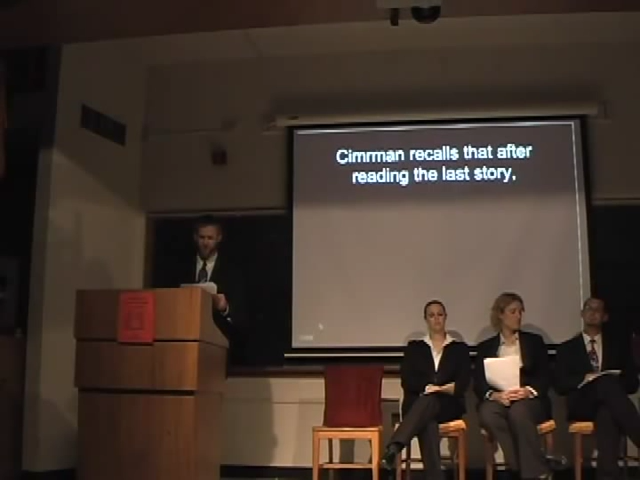 Cimrman recalls that after
reading the last story,